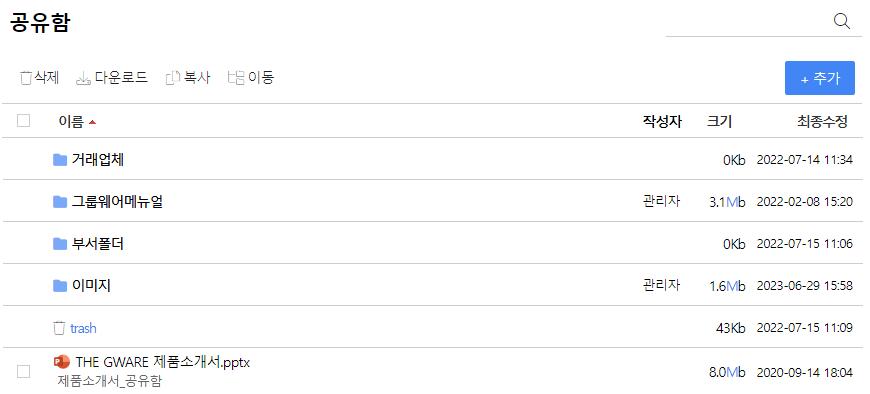 공유함
삭제 다운로드 복사 이동 + 추가
이름 작성자 크기 최종수정
거래업체 0Kb 2022-07-14 11:34
그룹웨어메뉴얼 관리자 3.1Mb 2022-02-08 15:20
부서폴더 0Kb 2022-07-15 11:06
이미지 관리자 1.6Mb 2023-06-29 15:58
trash 43Kb 2022-07-15 11:09
THE GWARE 제품소개서.pptx 8.0Mb 2020-09-14 18:04
제품소개서_공유함